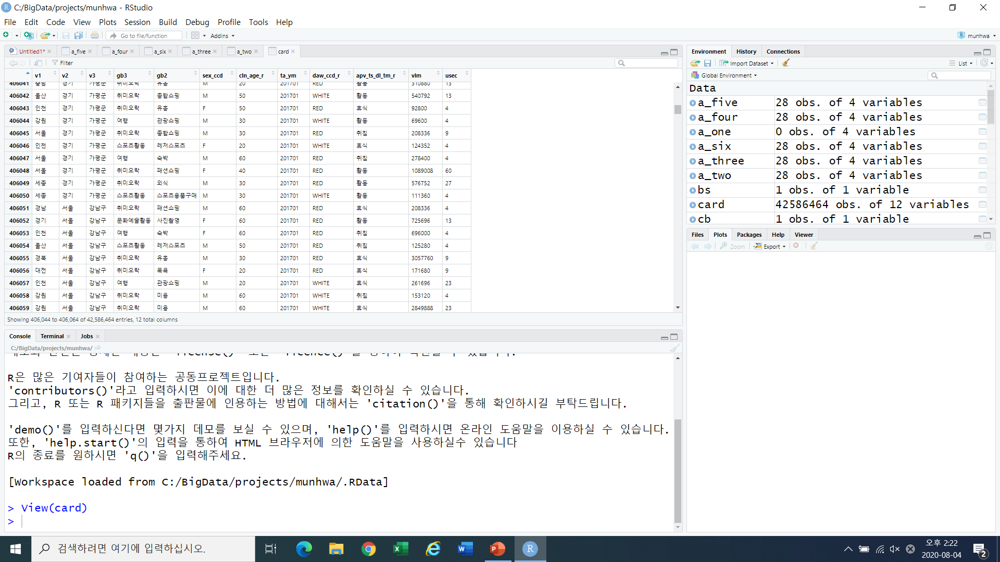 C:/BigData/projects/munhwa - RStudio
File Edit Code View Plots Session Build Debug Profile Tools Help
Go to file/function Addins munhwa
Untitled1* a_five a_four a_six a_three a_two card
Filter
v1 v2 v3 gb3 gb2 sex_ccd cln_age_r ta_ym daw_ccd_r apv_ts_dl_tm_r vlm usec
406041 충남 경기 가평군 취미오락 유흥 M 20 201701 RED 활동 310880 13
406042 울산 경기 가평군 취미오락 종합쇼핑 M 50 201701 WHITE 활동 540792 13
406043 인천 경기 가평군 취미오락 유흥 F 50 201701 RED 휴식 92800 4
406044 강원 경기 가평군 여행 관광쇼핑 M 30 201701 WHITE 활동 69600 4
406045 서울 경기 가평군 취미오락 종합쇼핑 M 30 201701 RED 취침 208336 9
406046 인천 경기 가평군 스포츠활동 레저스포츠 F 20 201701 WHITE 휴식 124352 4
406047 서울 경기 가평군 여행 숙박 M 60 201701 RED 취침 278400 4
406048 서울 경기 가평군 취미오락 패션쇼핑 F 40 201701 RED 활동 1089008 60
406049 세종 경기 가평군 취미오락 외식 M 30 201701 RED 활동 576752 27
406050 세종 경기 가평군 스포츠활동 스포츠용품구매 M 30 201701 WHITE 활동 111360 4
406051 경남 서울 강남구 취미오락 패션쇼핑 M 60 201701 RED 휴식 208336 4
406052 경기 서울 강남구 문화예술활동 사진촬영 F 60 201701 RED 활동 725696 13
406053 인천 서울 강남구 여행 숙박 F 60 201701 RED 취침 696000 4
406054 울산 서울 강남구 스포츠활동 레저스포츠 M 50 201701 RED 취침 125280 4
406055 경북 서울 강남구 취미오락 유흥 M 30 201701 RED 휴식 3057760 9
406056 대전 서울 강남구 취미오락 목욕 F 20 201701 RED 휴식 171680 9
406057 인천 서울 강남구 여행 관광쇼핑 M 20 201701 WHITE 휴식 261696 23
406058 강원 서울 강남구 취미오락 미용 M 60 201701 WHITE 취침 153120 4
406059 강원 서울 강남구 취미오락 미용 M 60 201701 WHITE 휴식 2849888 23
Showing 406,044 to 406,064 of 42,586,464 entries, 12 total columns
Console Terminal Jobs
C:/BigData/projects/munhwa/
R은 많은 기여자들이 참여하는 공동프로젝트입니다.
'contributors()'라고 입력하시면 이에 대한 더 많은 정보를 확인하실 수 있습니다.
그리고, R 또는 R 패키지들을 출판물에 인용하는 방법에 대해서는 'citation()'을 통해 확인하시길 부탁드립니다.
'demo()'를 입력하신다면 몇가지 데모를 보실 수 있으며, 'help()'를 입력하시면 온라인 도움말을 이용하실 수 있습니다.
또한, 'help.start()'의 입력을 통하여 HTML 브라우저에 의한 도움말을 사용하실수 있습니다
R의 종료를 원하시면 'q()'을 입력해주세요.
[Workspace loaded from C:/BigData/projects/munhwa/.RData]
> View(card)
>
Environment History Connections
Import Dataset List
Global Environment
Data
a_five 28 obs. of 4 variables
a_four 28 obs. of 4 variables
a_one 0 obs. of 4 variables
a_six 28 obs. of 4 variables
a_three 28 obs. of 4 variables
a_two 28 obs. of 4 variables
bs 1 obs. of 1 variable
card 42586464 obs. of 12 variables
cb 1 obs. of 1 variable
Files Plots Packages Help Viewer
Zoom Export
검색하려면 여기에 입력하십시오.
오후 2:22
2020-08-04
2